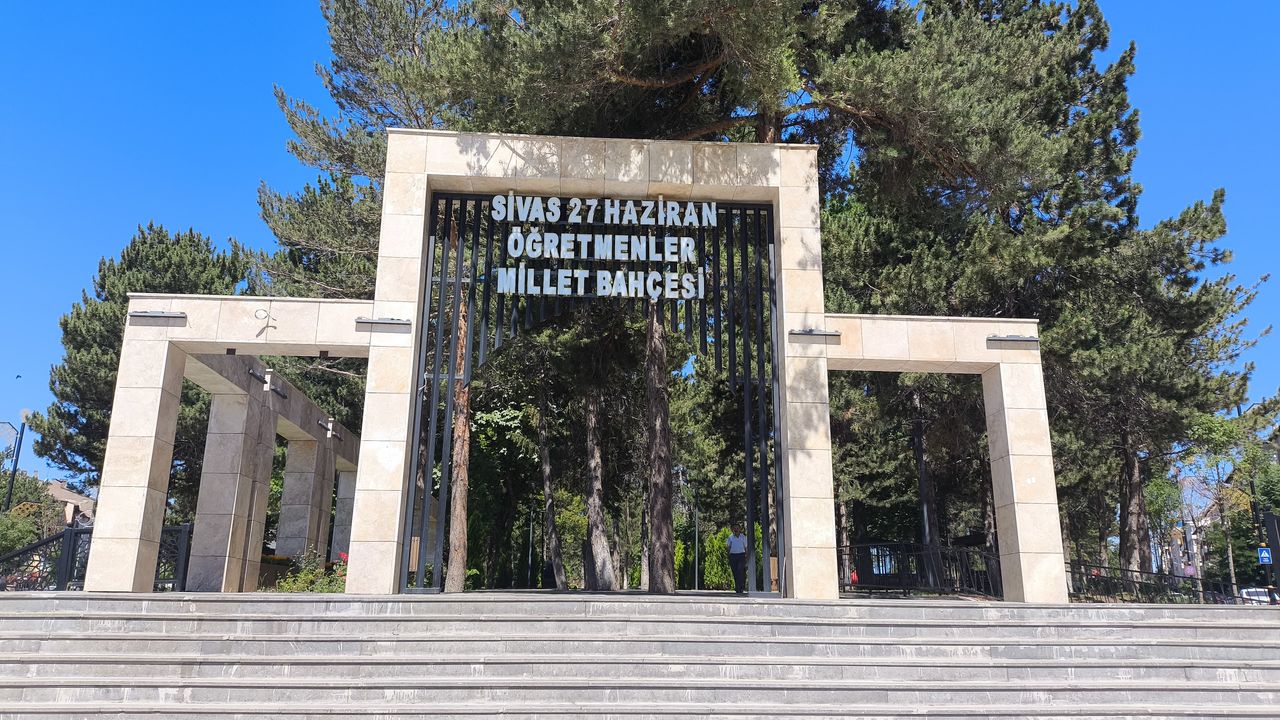 SİVAS 27 HAZİRAN
ÖĞRETMENLER
MİLLET BAHÇESİ